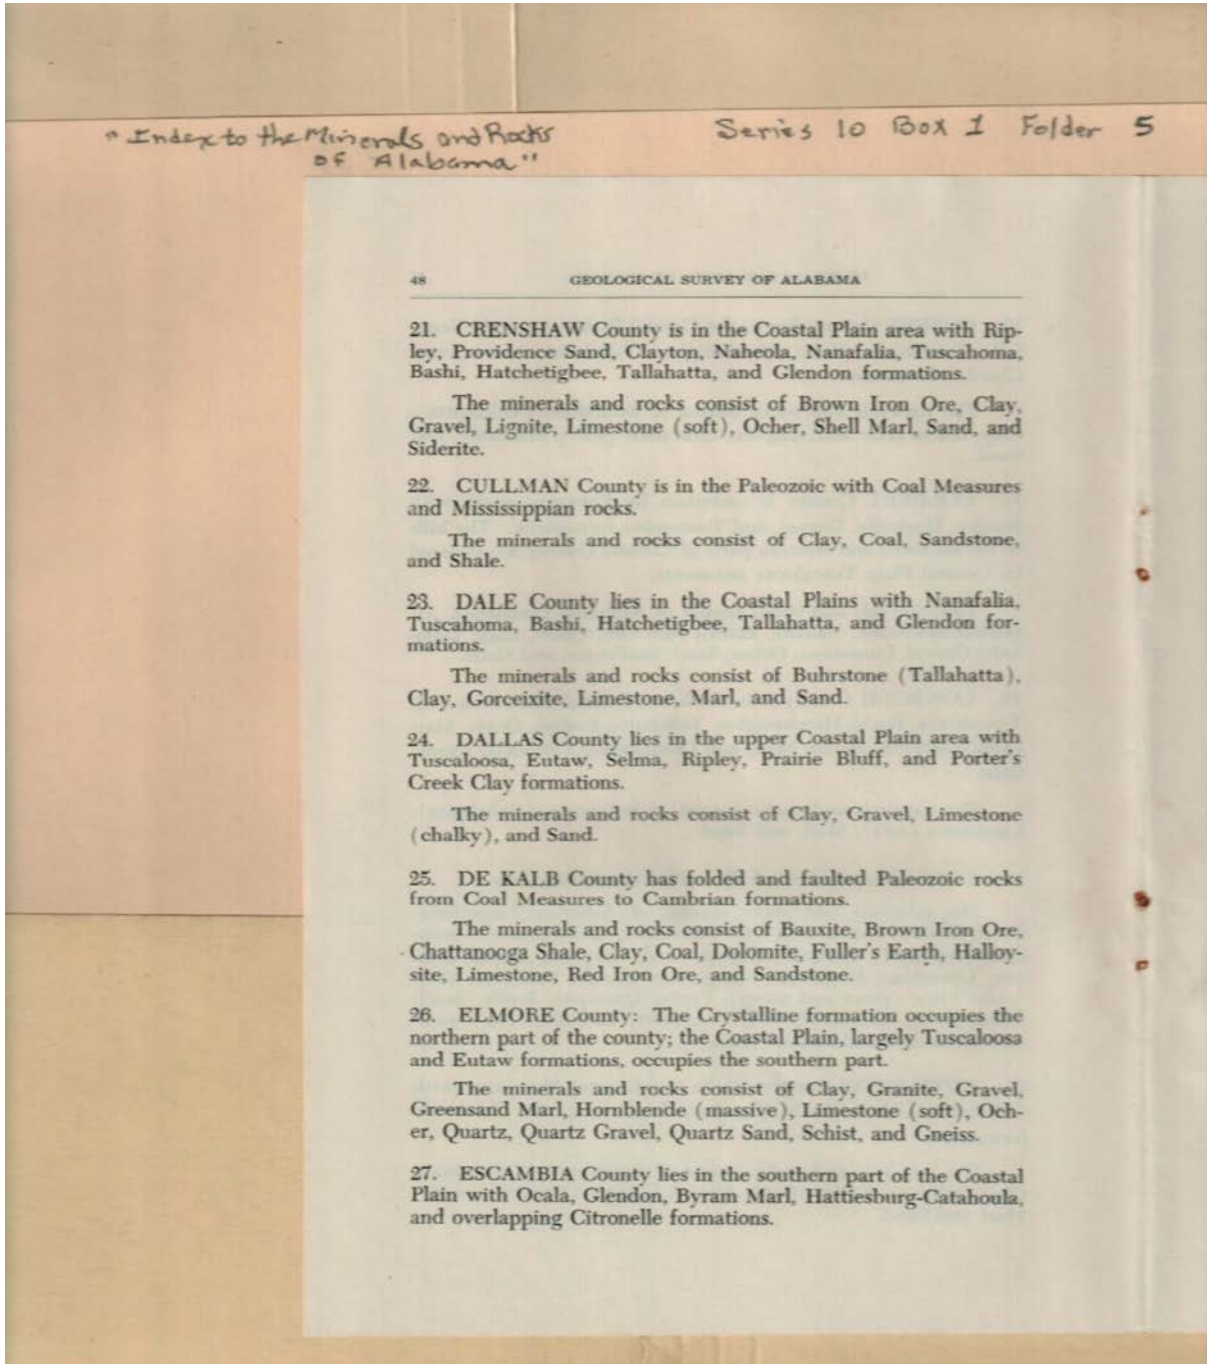 "Index to the Minerals and Rocks
of Alabama"
Series 10 Box 1 Folder 5
48 GEOLOGICAL SURVEY OF ALABAMA
21. CRENSHAW County is in the Coastal Plain area with Rip-
ley, Providence Sand, Clayton, Naheola, Nanafalia, Tuscahoma,
Bashi, Hatchetigbee, Tallahatta, and Glendon formations.
The minerals and rocks consist of Brown Iron Ore, Clay,
Gravel, Lignite, Limestone (soft), Ocher, Shell Marl, Sand, and
Siderite.
22. CULLMAN County is in the Paleozoic with Coal Measures
and Mississippian rocks.
The minerals and rocks consist of Clay, Coal, Sandstone,
and Shale.
23. DALE County lies in the Coastal Plains with Nanafalia,
Tuscahoma, Bashi, Hatchetigbee, Tallahatta, and Glendon for-
mations.
The minerals and rocks consist of Buhrstone (Tallahatta),
Clay, Gorceixite, Limestone, Marl, and Sand.
24. DALLAS County lies in the upper Coastal Plain area with
Tuscaloosa, Eutaw, Selma, Ripley, Prairie Bluff, and Porter's
Creek Clay formations.
The minerals and rocks consist of Clay, Gravel, Limestone
(chalky), and Sand.
25. DE KALB County has folded and faulted Paleozoic rocks
from Coal Measures to Cambrian formations.
The minerals and rocks consist of Bauxite, Brown Iron Ore,
Chattanooga Shale, Clay, Coal, Dolomite, Fuller's Earth, Halloy-
site, Limestone, Red Iron Ore, and Sandstone.
26. ELMORE County: The Crystalline formation occupies the
northern part of the county; the Coastal Plain, largely Tuscaloosa
and Eutaw formations, occupies the southern part.
The minerals and rocks consist of Clay, Granite, Gravel,
Greensand Marl, Hornblende (massive), Limestone (soft), Och-
er, Quartz, Quartz Gravel, Quartz Sand, Schist, and Gneiss.
27. ESCAMBIA County lies in the southern part of the Coastal
Plain with Ocala, Glendon, Byram Marl, Hattiesburg-Catahoula,
and overlapping Citronelle formations.